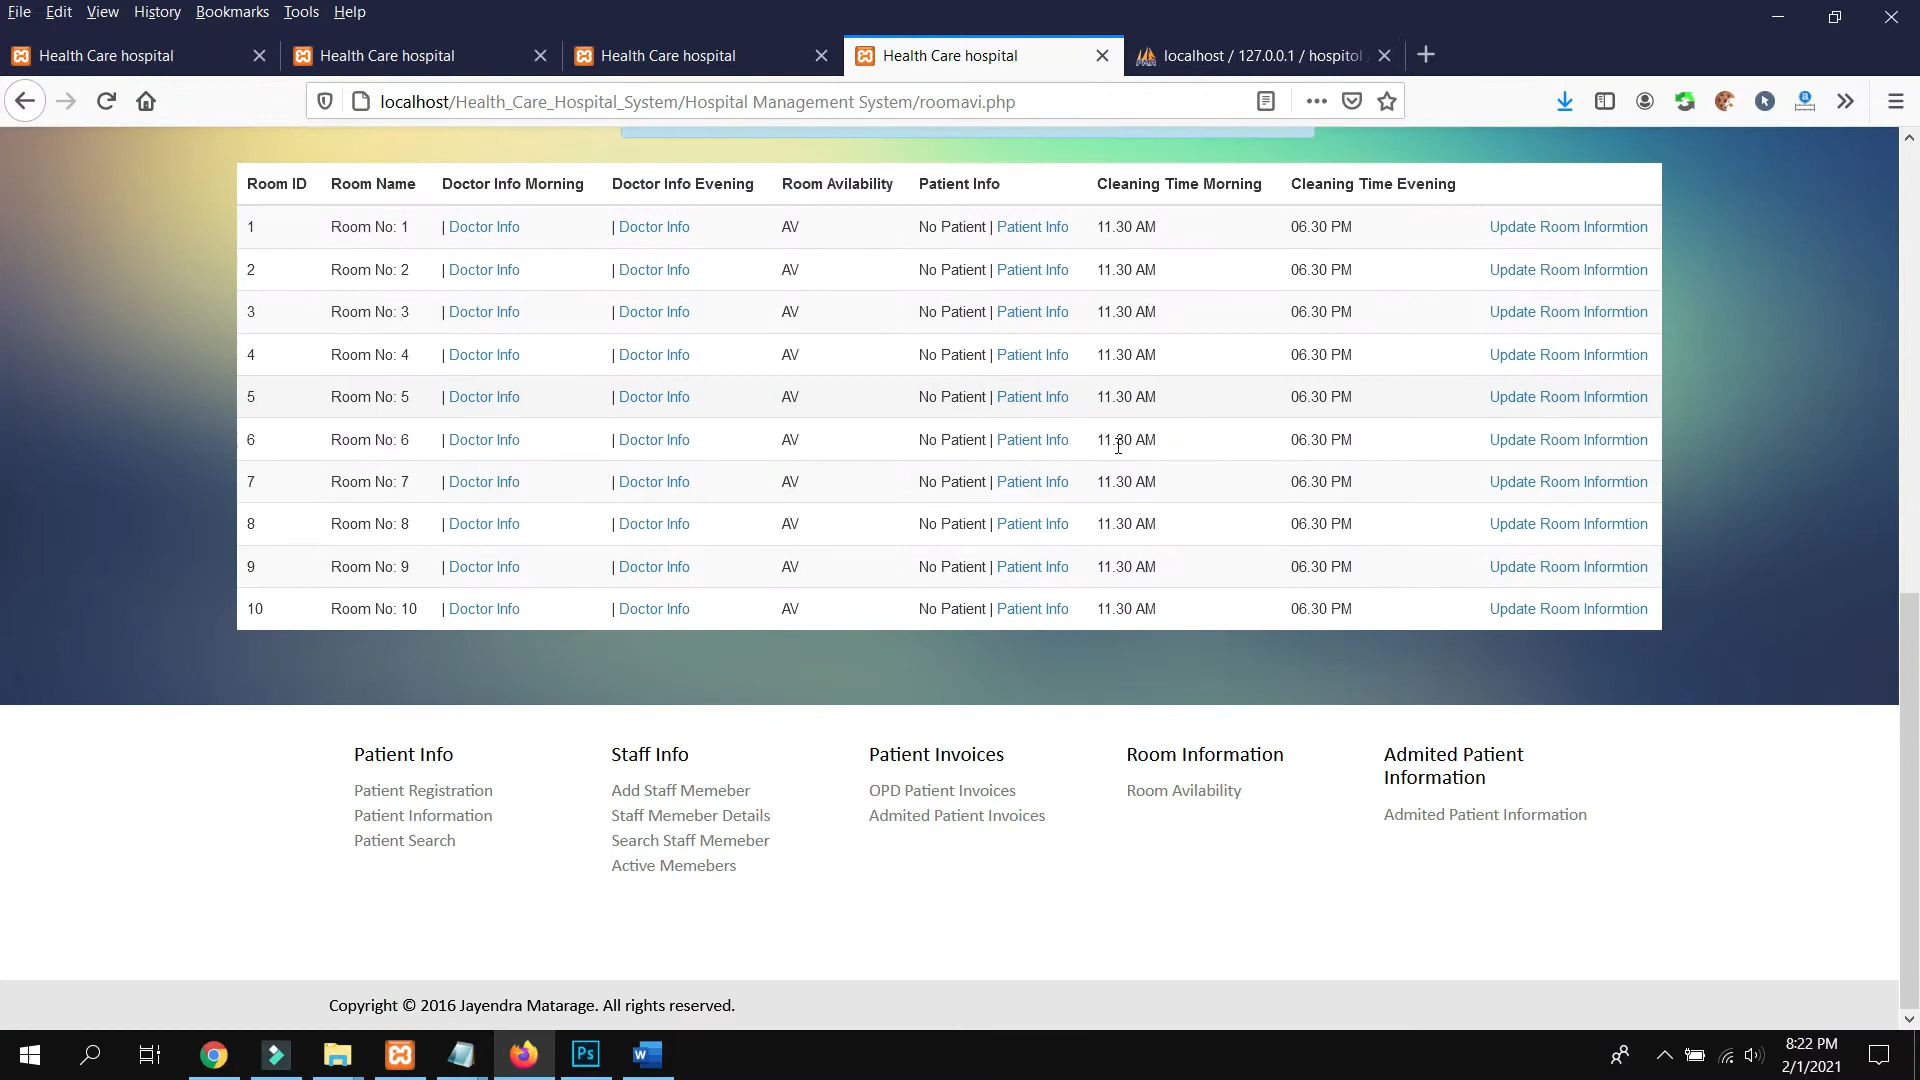 File Edit View History Bookmarks Tools Help
Health Care hospital Health Care hospital Health Care hospital Health Care hospital localhost / 127.0.0.1 / hospitol
localhost/Health_Care_Hospital_System/Hospital Management System/roomavi.php
Room ID Room Name Doctor Info Morning Doctor Info Evening Room Avilability Patient Info Cleaning Time Morning Cleaning Time Evening
1 Room No: 1 | Doctor Info | Doctor Info AV No Patient | Patient Info 11.30 AM 06.30 PM Update Room Informtion
2 Room No: 2 | Doctor Info | Doctor Info AV No Patient | Patient Info 11.30 AM 06.30 PM Update Room Informtion
3 Room No: 3 | Doctor Info | Doctor Info AV No Patient | Patient Info 11.30 AM 06.30 PM Update Room Informtion
4 Room No: 4 | Doctor Info | Doctor Info AV No Patient | Patient Info 11.30 AM 06.30 PM Update Room Informtion
5 Room No: 5 | Doctor Info | Doctor Info AV No Patient | Patient Info 11.30 AM 06.30 PM Update Room Informtion
6 Room No: 6 | Doctor Info | Doctor Info AV No Patient | Patient Info 11.30 AM 06.30 PM Update Room Informtion
7 Room No: 7 | Doctor Info | Doctor Info AV No Patient | Patient Info 11.30 AM 06.30 PM Update Room Informtion
8 Room No: 8 | Doctor Info | Doctor Info AV No Patient | Patient Info 11.30 AM 06.30 PM Update Room Informtion
9 Room No: 9 | Doctor Info | Doctor Info AV No Patient | Patient Info 11.30 AM 06.30 PM Update Room Informtion
10 Room No: 10 | Doctor Info | Doctor Info AV No Patient | Patient Info 11.30 AM 06.30 PM Update Room Informtion
Patient Info
Patient Registration
Patient Information
Patient Search
Staff Info
Add Staff Memeber
Staff Memeber Details
Search Staff Memeber
Active Memebers
Patient Invoices
OPD Patient Invoices
Admited Patient Invoices
Room Information
Room Avilability
Admited Patient
Information
Admited Patient Information
Copyright © 2016 Jayendra Matarage. All rights reserved.
Ps
W
8:22 PM
2/1/2021